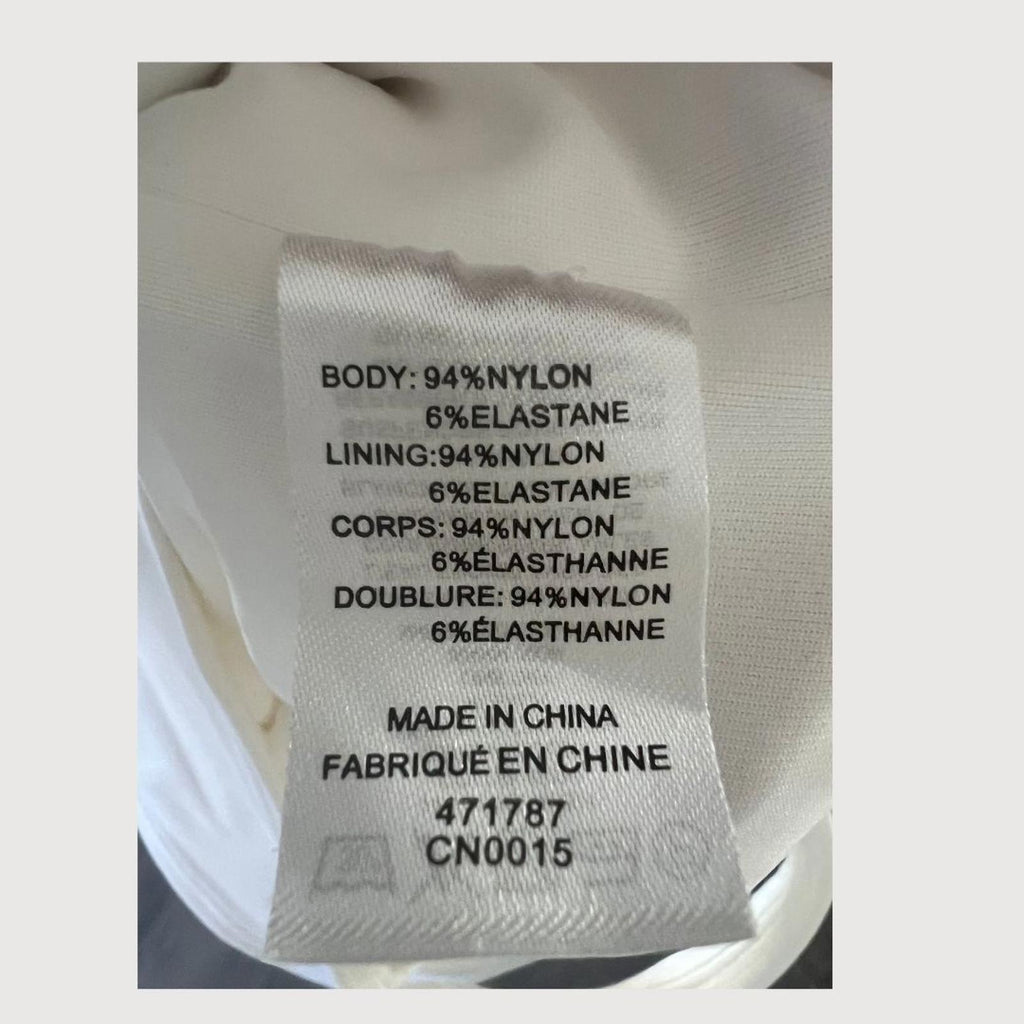 BODY: 94%NYLON
6%ELASTANE
LINING:94%NYLON
6%ELASTANE
CORPS: 94%NYLON
6%ÉLASTHANNE
DOUBLURE: 94%NYLON
6%ÉLASTHANNE
MADE IN CHINA
FABRIQUÉ EN CHINE
471787
CN0015